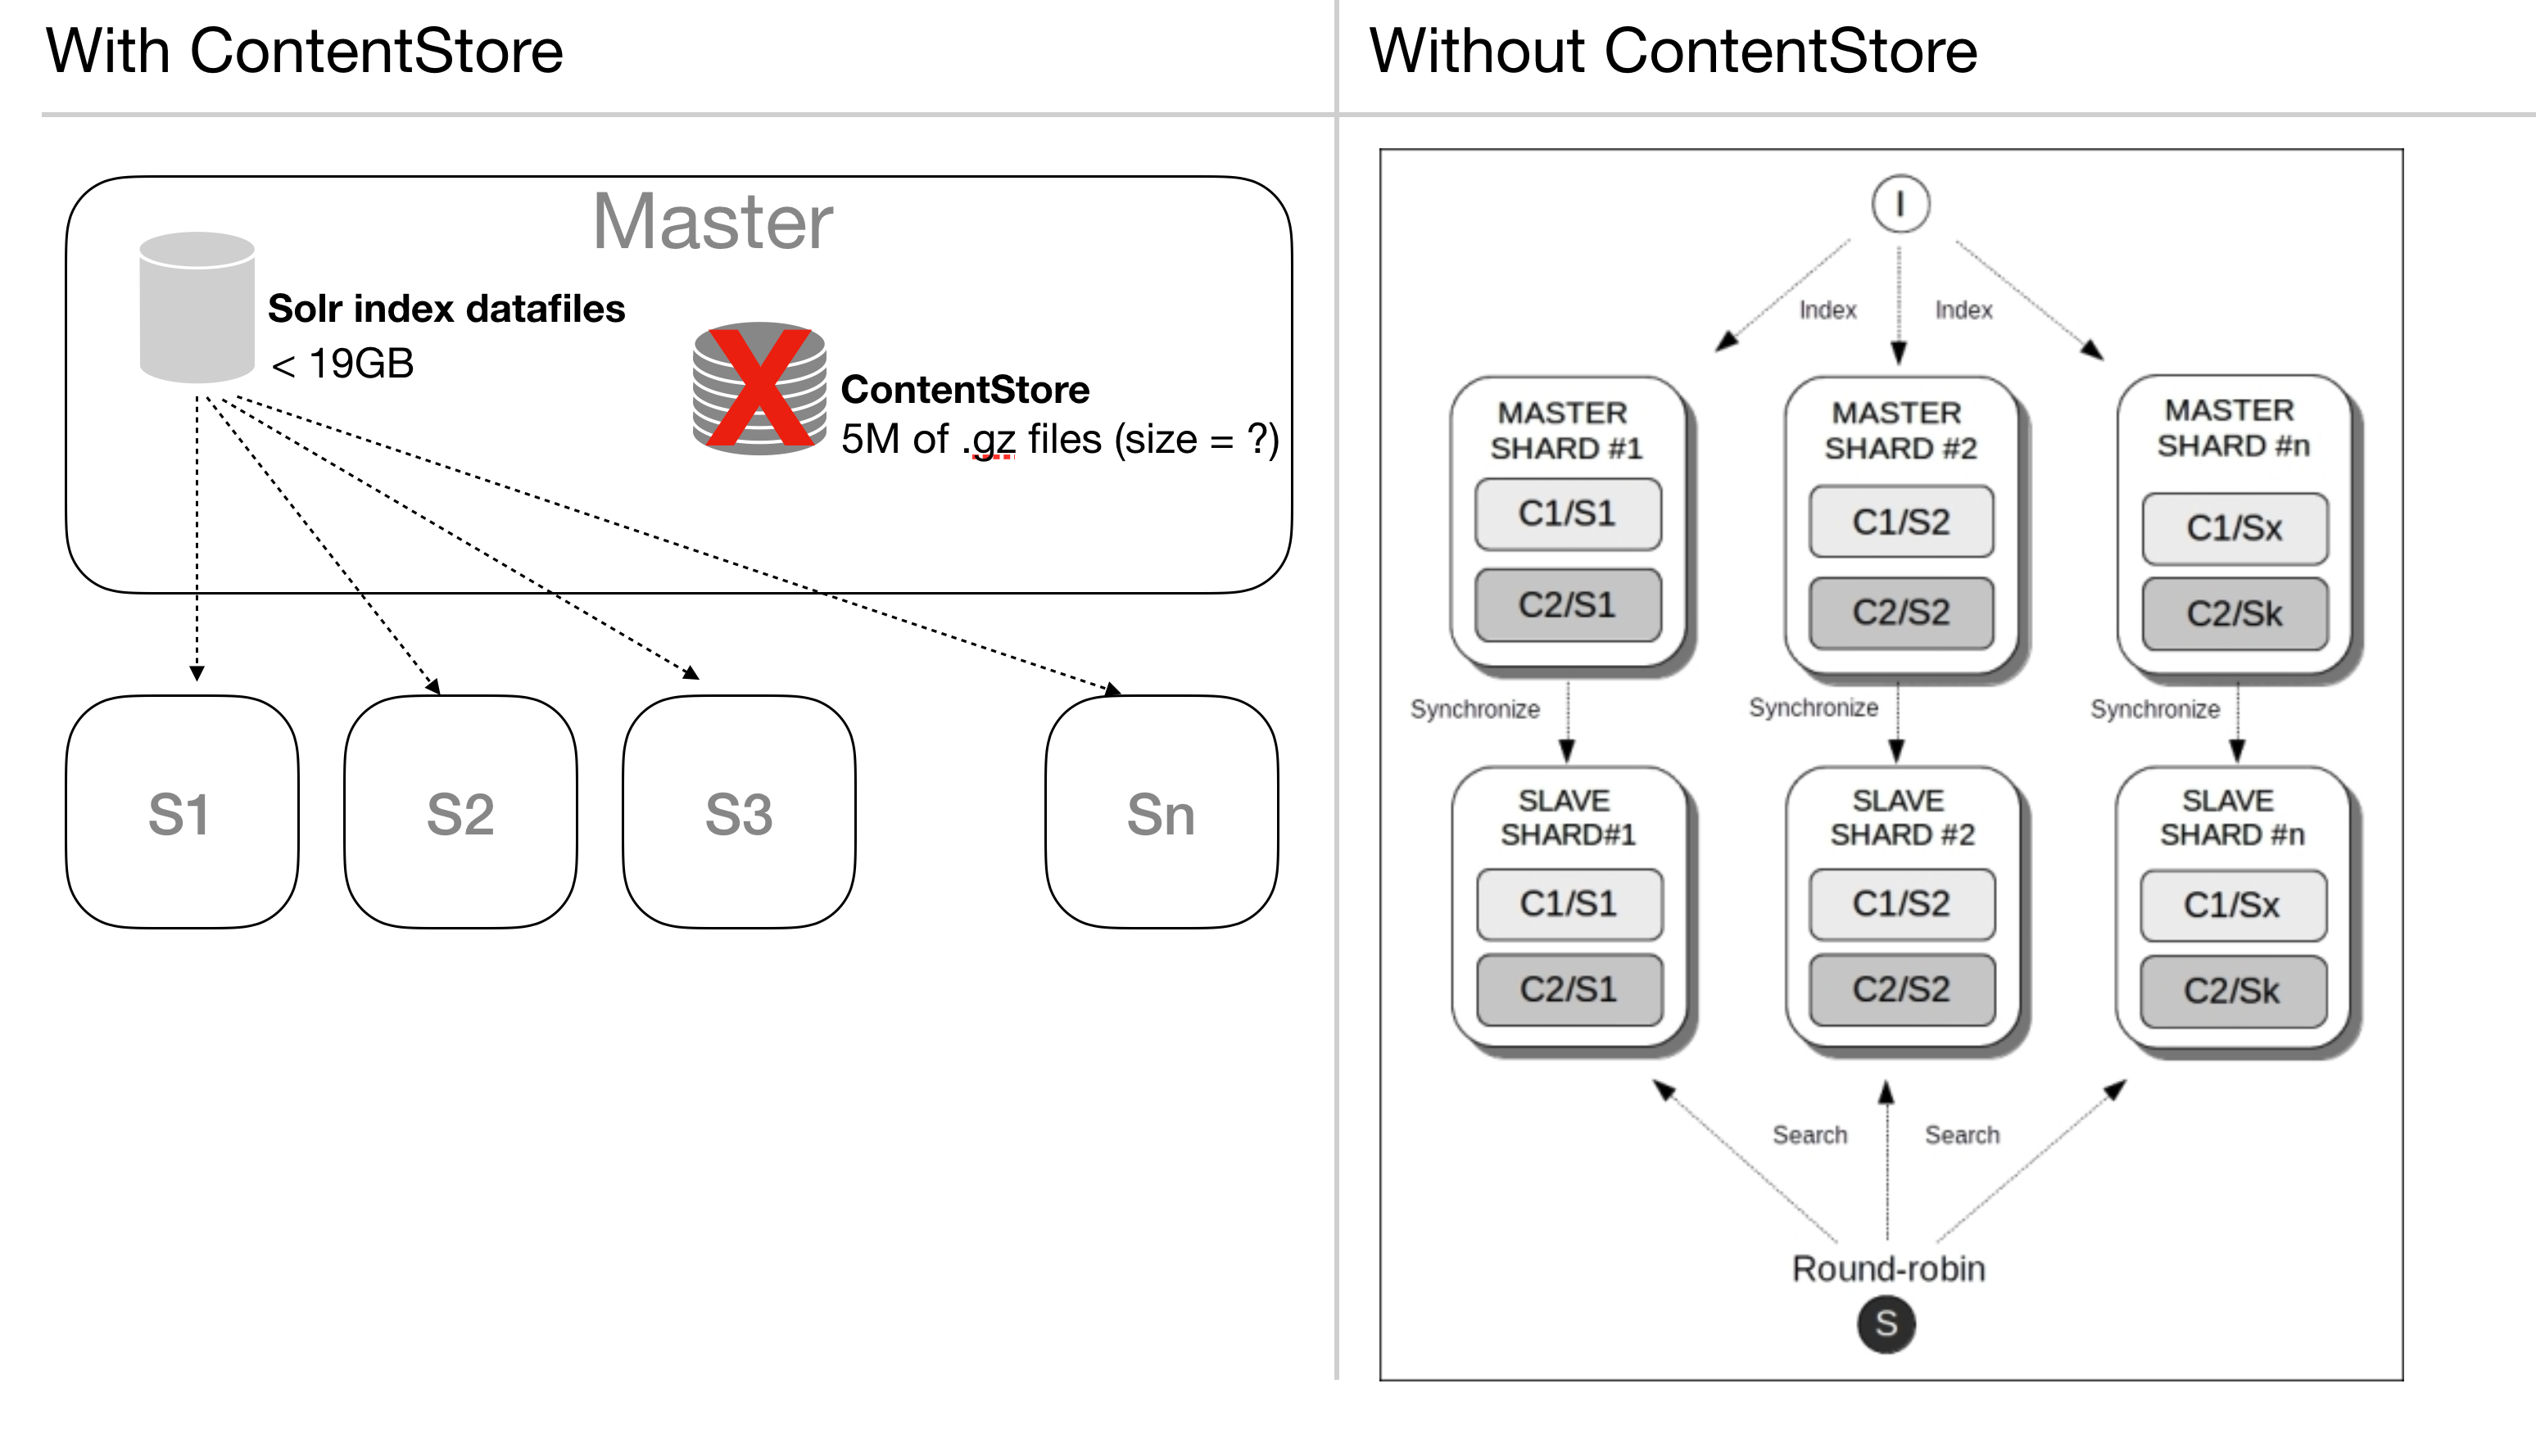 With ContentStore
Master
Solr index datafiles
< 19GB
ContentStore
5M of .gz files (size = ?)
S1
S2
S3
Sn
Without ContentStore
I
Index
Index
MASTER
SHARD #1
C1/S1
C2/S1
MASTER
SHARD #2
C1/S2
C2/S2
MASTER
SHARD #n
C1/Sx
C2/Sk
Synchronize
Synchronize
Synchronize
SLAVE
SHARD#1
C1/S1
C2/S1
SLAVE
SHARD #2
C1/S2
C2/S2
SLAVE
SHARD #n
C1/Sx
C2/Sk
Search
Search
Round-robin
S